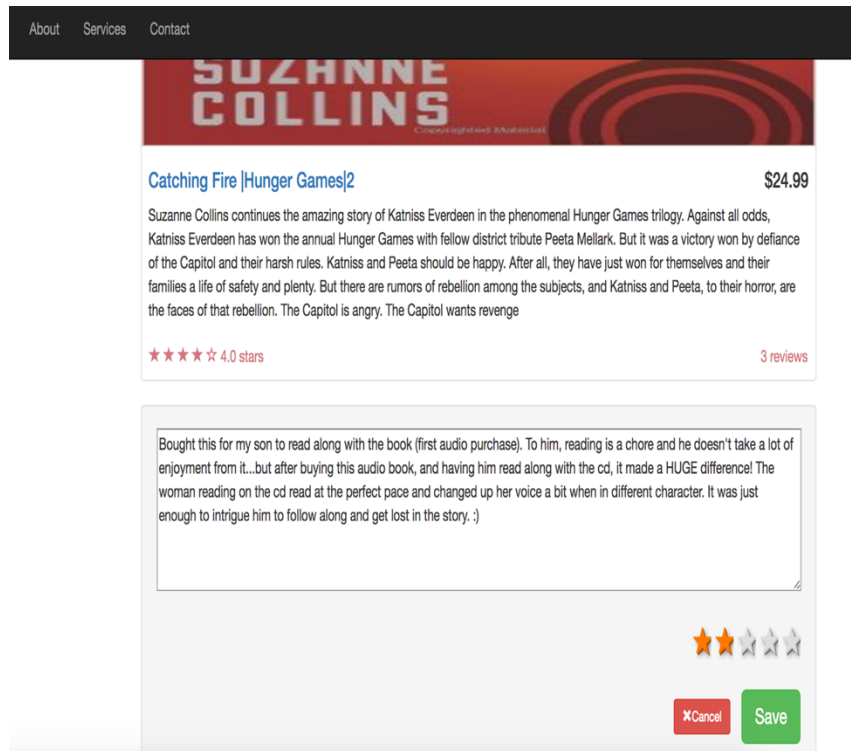 About Services Contact
SUZANNE
COLLINS
Copyrighted Material
Catching Fire |Hunger Games|2 $24.99
Suzanne Collins continues the amazing story of Katniss Everdeen in the phenomenal Hunger Games trilogy. Against all odds,
Katniss Everdeen has won the annual Hunger Games with fellow district tribute Peeta Mellark. But it was a victory won by defiance
of the Capitol and their harsh rules. Katniss and Peeta should be happy. After all, they have just won for themselves and their
families a life of safety and plenty. But there are rumors of rebellion among the subjects, and Katniss and Peeta, to their horror, are
the faces of that rebellion. The Capitol is angry. The Capitol wants revenge
★★★★☆ 4.0 stars 3 reviews
Bought this for my son to read along with the book (first audio purchase). To him, reading is a chore and he doesn't take a lot of
enjoyment from it...but after buying this audio book, and having him read along with the cd, it made a HUGE difference! The
woman reading on the cd read at the perfect pace and changed up her voice a bit when in different character. It was just
enough to intrigue him to follow along and get lost in the story. :)
✖Cancel Save